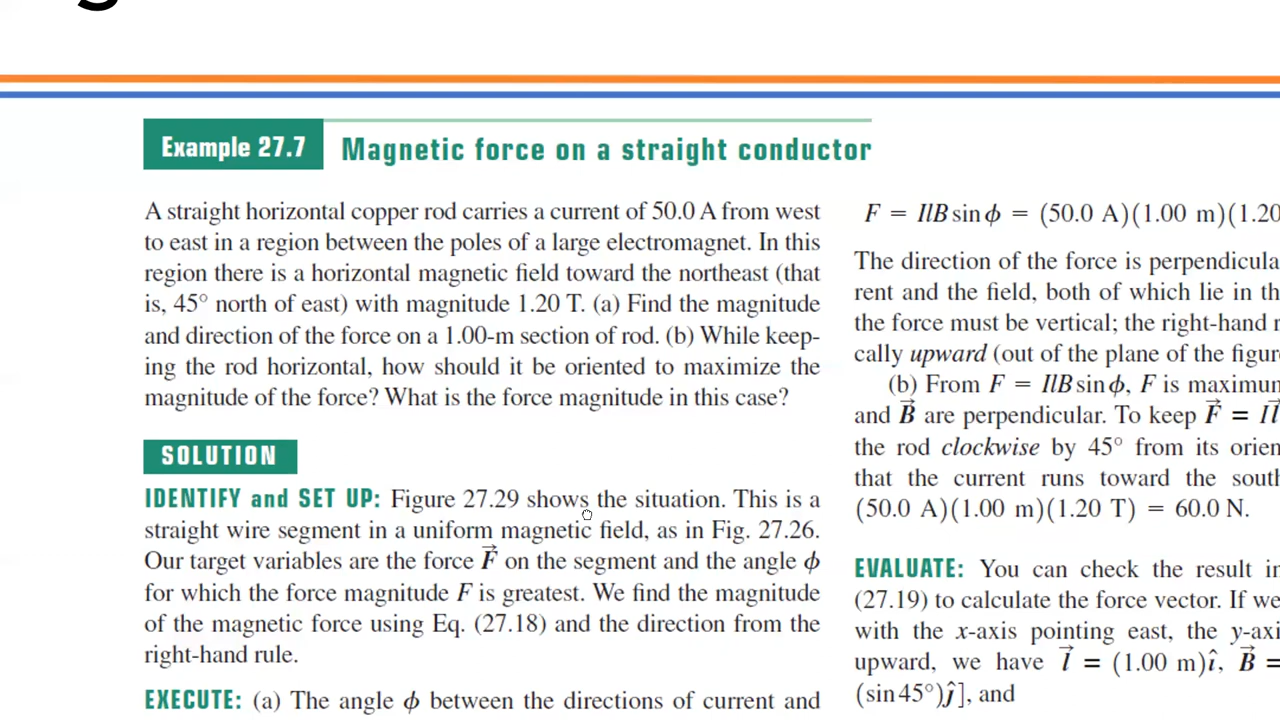 Example 27.7 Magnetic force on a straight conductor
A straight horizontal copper rod carries a current of 50.0 A from west
to east in a region between the poles of a large electromagnet. In this
region there is a horizontal magnetic field toward the northeast (that
is, 45° north of east) with magnitude 1.20 T. (a) Find the magnitude
and direction of the force on a 1.00-m section of rod. (b) While keep-
ing the rod horizontal, how should it be oriented to maximize the
magnitude of the force? What is the force magnitude in this case?
SOLUTION
IDENTIFY and SET UP: Figure 27.29 shows the situation. This is a
straight wire segment in a uniform magnetic field, as in Fig. 27.26.
Our target variables are the force F⃗ on the segment and the angle ϕ
for which the force magnitude F is greatest. We find the magnitude
of the magnetic force using Eq. (27.18) and the direction from the
right-hand rule.
EXECUTE: (a) The angle ϕ between the directions of current and
F = IlB sin ϕ = (50.0 A)(1.00 m)(1.20
The direction of the force is perpendicula
rent and the field, both of which lie in th
the force must be vertical; the right-hand r
cally upward (out of the plane of the figur
(b) From F = IlB sin ϕ, F is maximu
and B⃗ are perpendicular. To keep F⃗ = Il⃗
the rod clockwise by 45° from its orien
that the current runs toward the south
(50.0 A)(1.00 m)(1.20 T) = 60.0 N.
EVALUATE: You can check the result in
(27.19) to calculate the force vector. If we
with the x-axis pointing east, the y-axi
upward, we have l⃗ = (1.00 m)î, B⃗ =
(sin 45°)ĵ], and